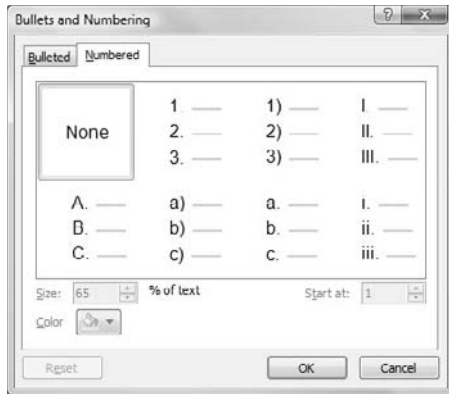 Bullets and Numbering
Bulleted Numbered
None
1.
2.
3.
1)
2)
3)
I.
II.
III.
A.
B.
C.
a)
b)
c)
a.
b.
c.
i.
ii.
iii.
Size: 65 % of text Start at: 1
Color
Reset OK Cancel